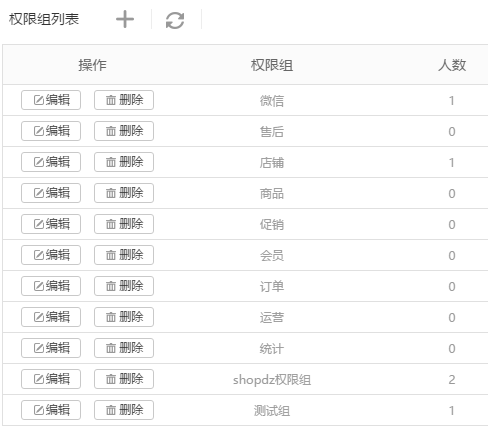 权限组列表
操作 权限组 人数
编辑 删除 微信 1
编辑 删除 售后 0
编辑 删除 店铺 1
编辑 删除 商品 0
编辑 删除 促销 0
编辑 删除 会员 0
编辑 删除 订单 0
编辑 删除 运营 0
编辑 删除 统计 0
编辑 删除 shopdz权限组 2
编辑 删除 测试组 1